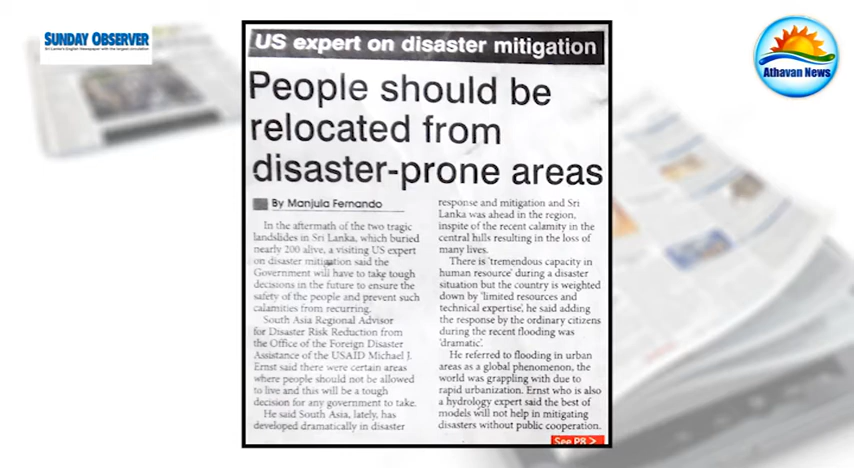 SUNDAY OBSERVER
Sri Lanka's English Newspaper with the largest circulation
Athavan News
US expert on disaster mitigation
People should be
relocated from
disaster-prone areas
By Manjula Fernando
In the aftermath of the two tragic
landslides in Sri Lanka, which buried
nearly 200 alive, a visiting US expert
on disaster mitigation said the
Government will have to take tough
decisions in the future to ensure the
safety of the people and prevent such
calamities from recurring.
South Asia Regional Advisor
for Disaster Risk Reduction from
the Office of the Foreign Disaster
Assistance of the USAID Michael J.
Ernst said there were certain areas
where people should not be allowed
to live and this will be a tough
decision for any government to take.
He said South Asia, lately, has
developed dramatically in disaster
response and mitigation and Sri
Lanka was ahead in the region,
inspite of the recent calamity in the
central hills resulting in the loss of
many lives.
There is 'tremendous capacity in
human resource' during a disaster
situation but the country is weighted
down by 'limited resources and
technical expertise', he said adding
the response by the ordinary citizens
during the recent flooding was
'dramatic'.
He referred to flooding in urban
areas as a global phenomenon, the
world was grappling with due to
rapid urbanization. Ernst who is also
a hydrology expert said the best of
models will not help in mitigating
disasters without public cooperation.
See P8 >